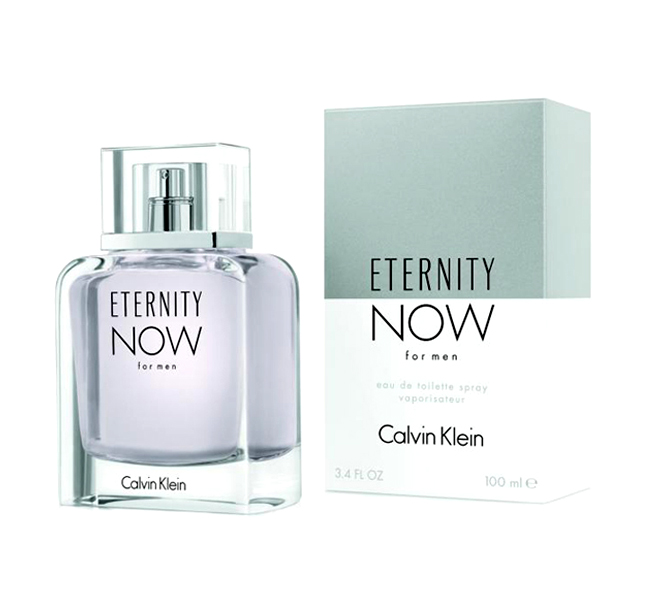 ETERNITY
NOW
for men
Calvin Klein
ETERNITY
NOW
for men
eau de toilette spray
vaporisateur
Calvin Klein
3.4 FL OZ
100 ml ℮